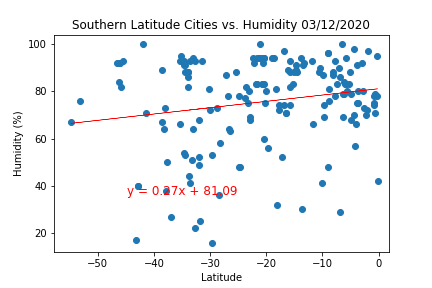 Southern Latitude Cities vs. Humidity 03/12/2020
100
80
60
40
20
Humidity (%)
y = 0.27x + 81.09
−50
−40
−30
−20
−10
0
Latitude